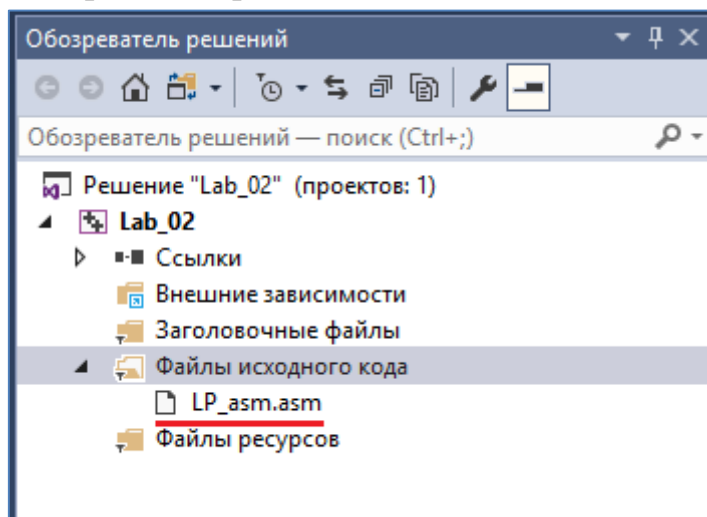 Обозреватель решений
Обозреватель решений — поиск (Ctrl+;)
Решение "Lab_02" (проектов: 1)
Lab_02
Ссылки
Внешние зависимости
Заголовочные файлы
Файлы исходного кода
LP_asm.asm
Файлы ресурсов